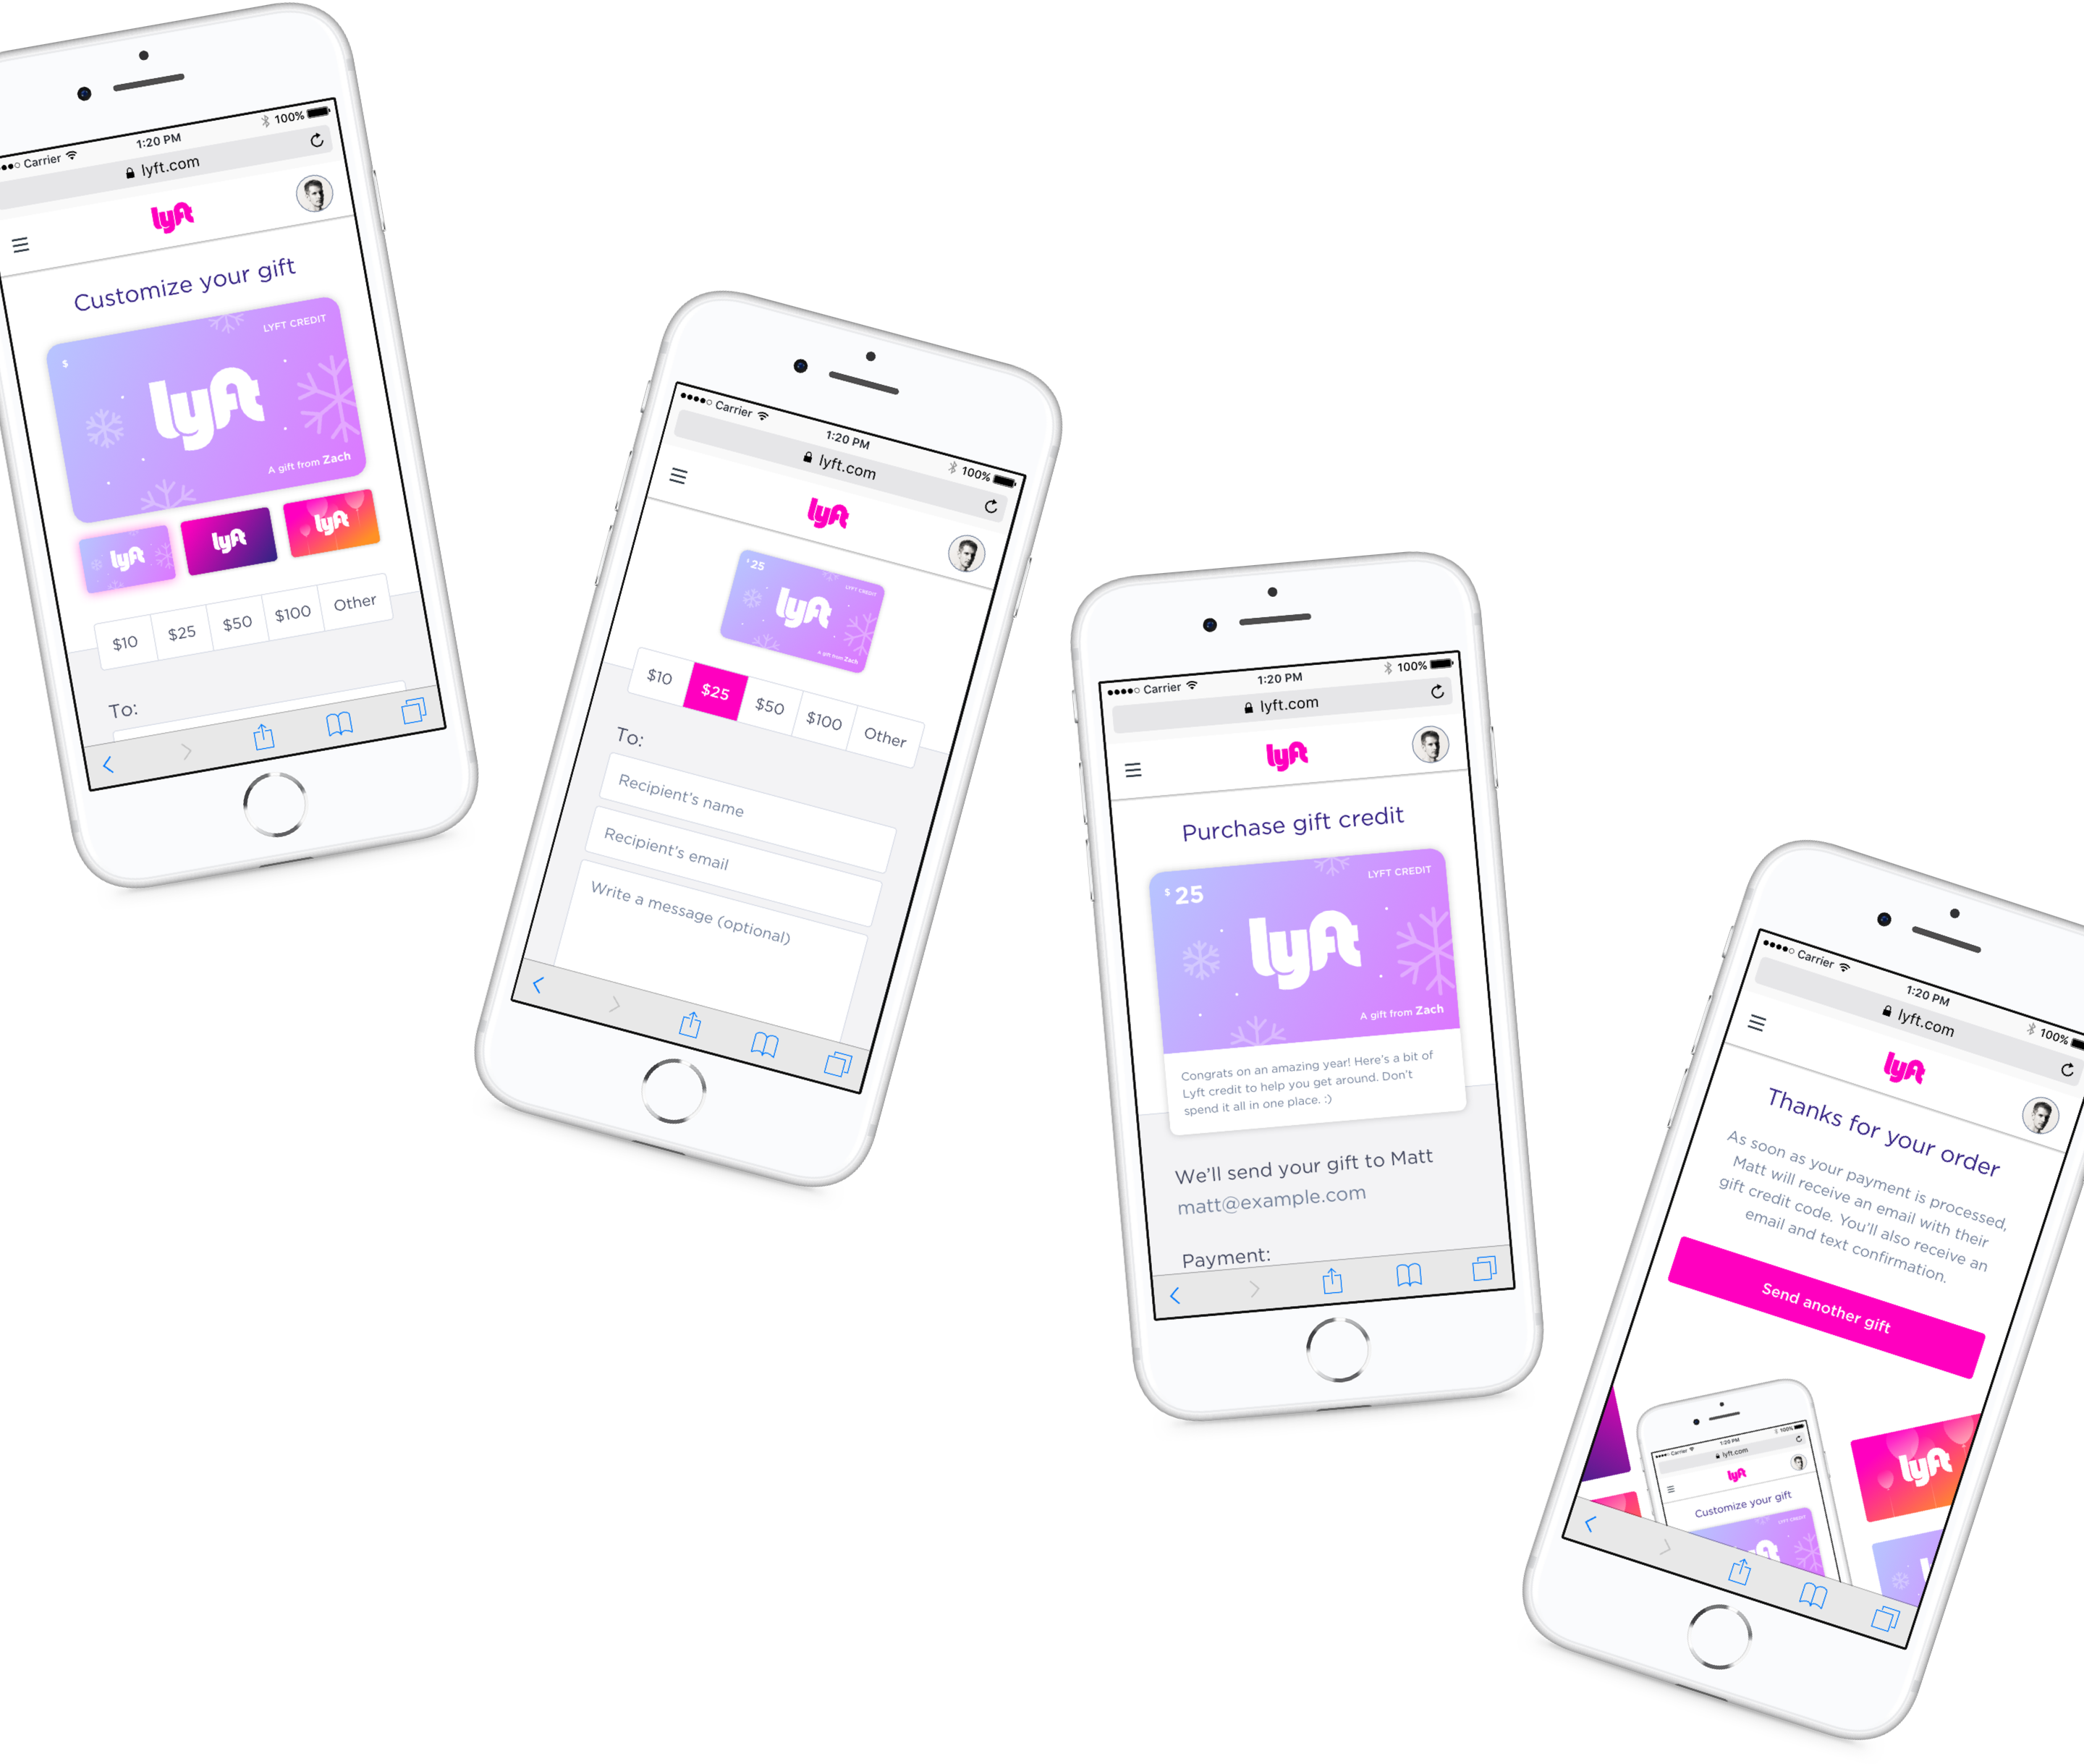 Carrier
1:20 PM
100%
lyft.com
lyft
Customize your gift
$
LYFT CREDIT
lyft
A gift from Zach
lyft
lyft
lyft
$10
$25
$50
$100
Other
To:
Carrier
1:20 PM
100%
lyft.com
lyft
$25
LYFT CREDIT
lyft
A gift from Zach
$10
$25
$50
$100
Other
To:
Recipient's name
Recipient's email
Write a message (optional)
Carrier
1:20 PM
100%
lyft.com
lyft
Purchase gift credit
$25
LYFT CREDIT
lyft
A gift from Zach
Congrats on an amazing year! Here's a bit of
Lyft credit to help you get around. Don't
spend it all in one place. :)
We'll send your gift to Matt
matt@example.com
Payment:
Carrier
1:20 PM
100%
lyft.com
lyft
Thanks for your order
As soon as your payment is processed,
Matt will receive an email with their
gift credit code. You'll also receive an
email and text confirmation.
Send another gift
Carrier
1:20 PM
100%
lyft.com
lyft
Customize your gift
LYFT CREDIT
lyft